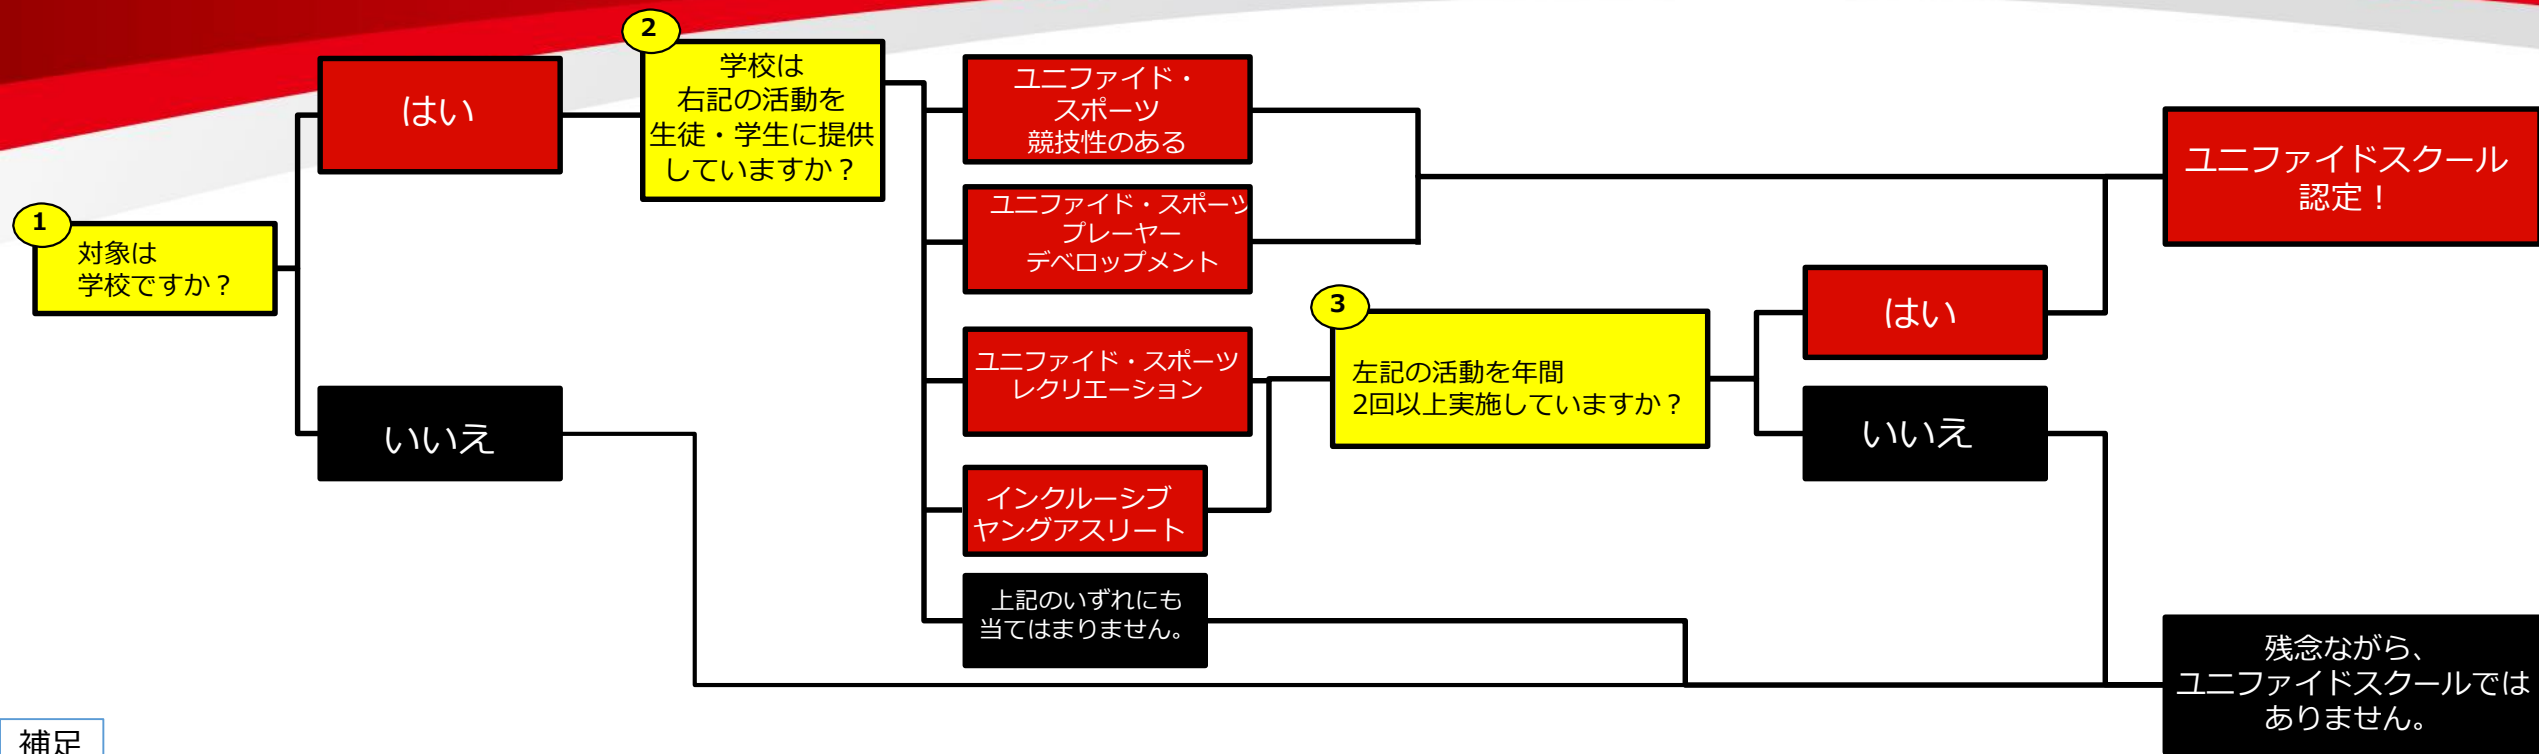 1
対象は
学校ですか？
はい
いいえ
2
学校は
右記の活動を
生徒・学生に提供
していますか？
ユニファイド・
スポーツ
競技性のある
ユニファイド・スポーツ
プレーヤー
デベロップメント
ユニファイド・スポーツ
レクリエーション
インクルーシブ
ヤングアスリート
上記のいずれにも
当てはまりません。
3
左記の活動を年間
2回以上実施していますか？
はい
いいえ
ユニファイドスクール
認定！
残念ながら、
ユニファイドスクールでは
ありません。
補足